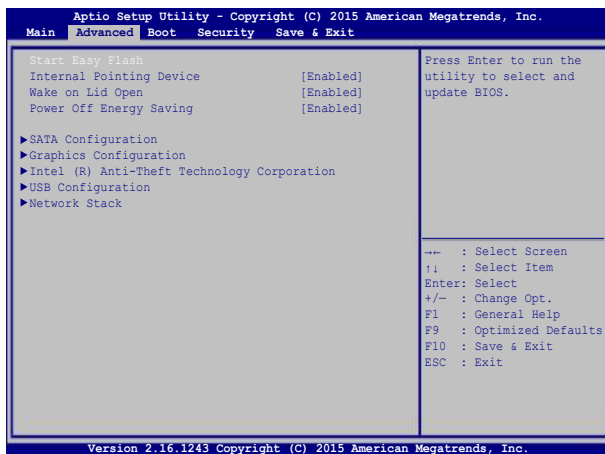 Aptio Setup Utility - Copyright (C) 2015 American Megatrends, Inc.
Main Advanced Boot Security Save & Exit
Start Easy Flash
Internal Pointing Device [Enabled]
Wake on Lid Open [Enabled]
Power Off Energy Saving [Enabled]
▶SATA Configuration
▶Graphics Configuration
▶Intel (R) Anti-Theft Technology Corporation
▶USB Configuration
▶Network Stack
Press Enter to run the
utility to select and
update BIOS.
→← : Select Screen
↑↓ : Select Item
Enter: Select
+/— : Change Opt.
F1 : General Help
F9 : Optimized Defaults
F10 : Save & Exit
ESC : Exit
Version 2.16.1243 Copyright (C) 2015 American Megatrends, Inc.